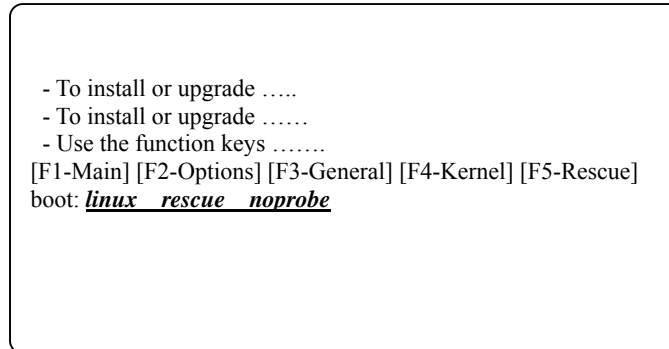 - To install or upgrade …..
- To install or upgrade ……
- Use the function keys …….
[F1-Main] [F2-Options] [F3-General] [F4-Kernel] [F5-Rescue]
boot: linux rescue noprobe